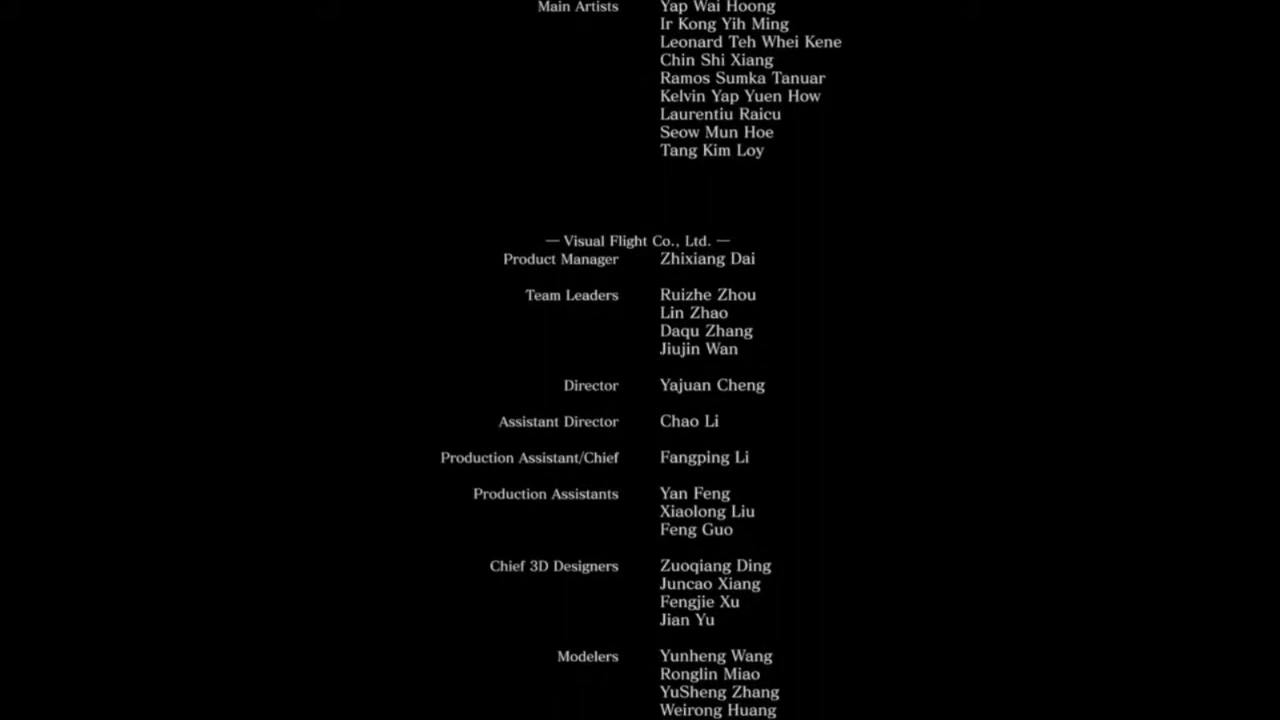 Main Artists Yap Wai Hoong
Ir Kong Yih Ming
Leonard Teh Whei Kene
Chin Shi Xiang
Ramos Sumka Tanuar
Kelvin Yap Yuen How
Laurentiu Raicu
Seow Mun Hoe
Tang Kim Loy
— Visual Flight Co., Ltd. —
Product Manager Zhixiang Dai
Team Leaders Ruizhe Zhou
Lin Zhao
Daqu Zhang
Jiujin Wan
Director Yajuan Cheng
Assistant Director Chao Li
Production Assistant/Chief Fangping Li
Production Assistants Yan Feng
Xiaolong Liu
Feng Guo
Chief 3D Designers Zuoqiang Ding
Juncao Xiang
Fengjie Xu
Jian Yu
Modelers Yunheng Wang
Ronglin Miao
YuSheng Zhang
Weirong Huang